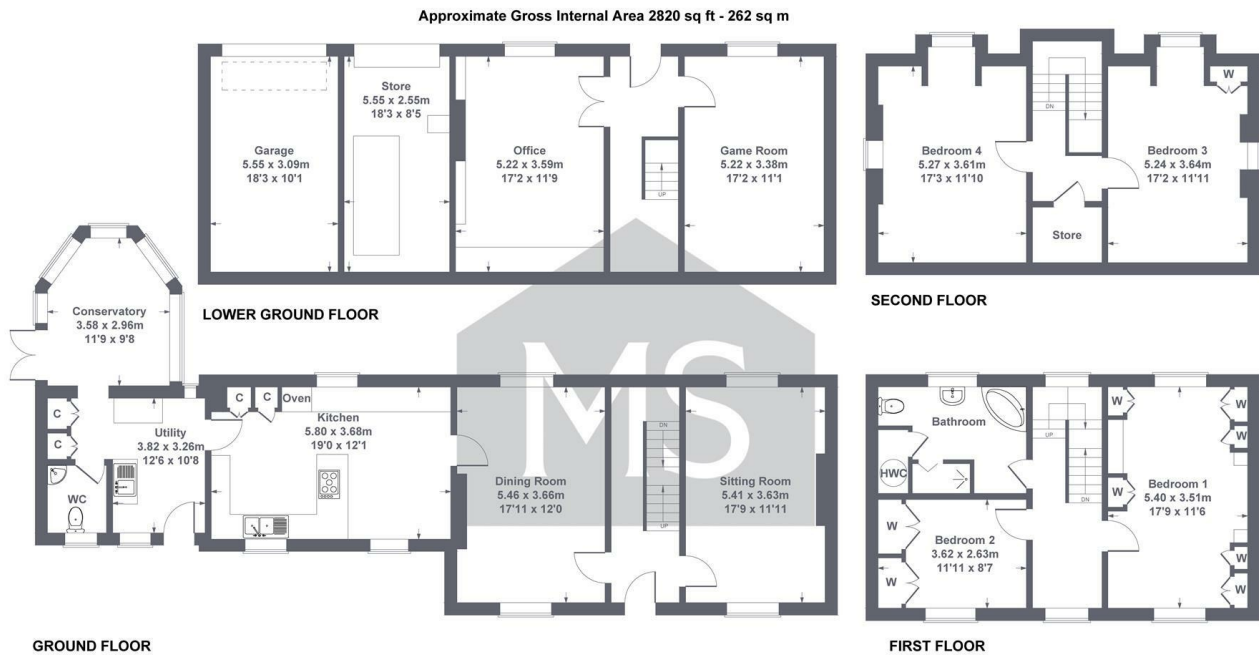 Approximate Gross Internal Area 2820 sq ft - 262 sq m
Garage
5.55 x 3.09m
18'3 x 10'1
Store
5.55 x 2.55m
18'3 x 8'5
Office
5.22 x 3.59m
17'2 x 11'9
UP
Game Room
5.22 x 3.38m
17'2 x 11'1
LOWER GROUND FLOOR
Bedroom 4
5.27 x 3.61m
17'3 x 11'10
DN
Store
W
Bedroom 3
5.24 x 3.64m
17'2 x 11'11
SECOND FLOOR
Conservatory
3.58 x 2.96m
11'9 x 9'8
C
C
Utility
3.82 x 3.26m
12'6 x 10'8
WC
C
C
Oven
Kitchen
5.80 x 3.68m
19'0 x 12'1
MS
Dining Room
5.46 x 3.66m
17'11 x 12'0
DN
UP
Sitting Room
5.41 x 3.63m
17'9 x 11'11
GROUND FLOOR
Bathroom
HWC
W
W
Bedroom 2
3.62 x 2.63m
11'11 x 8'7
UP
DN
W
W
W
W
Bedroom 1
5.40 x 3.51m
17'9 x 11'6
W
W
FIRST FLOOR